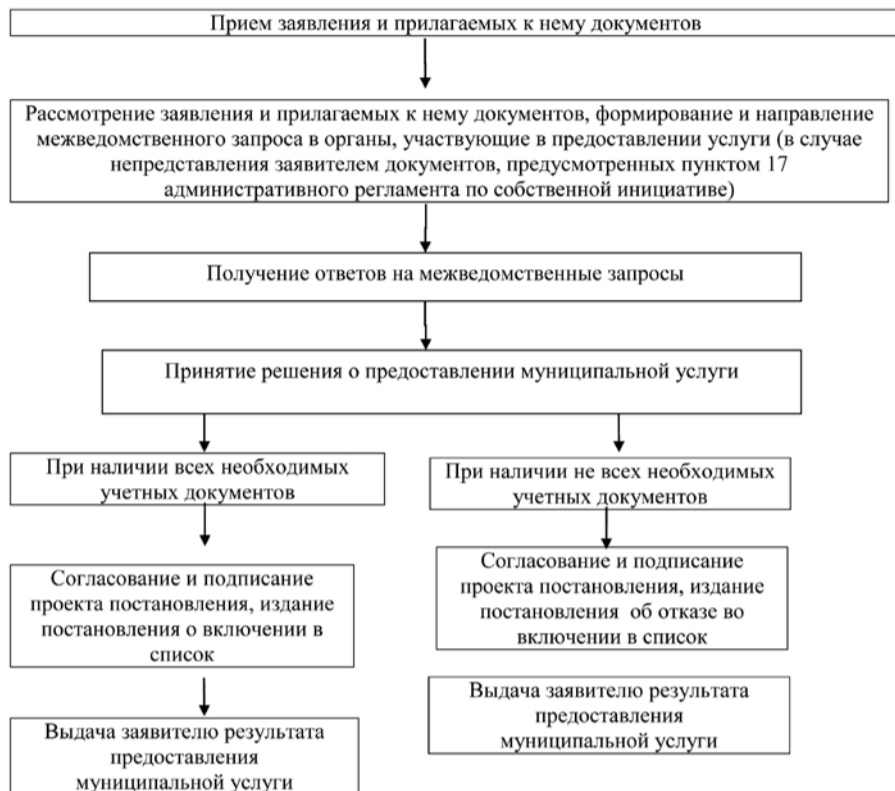 Прием заявления и прилагаемых к нему документов
Рассмотрение заявления и прилагаемых к нему документов, формирование и направление
межведомственного запроса в органы, участвующие в предоставлении услуги (в случае
непредставления заявителем документов, предусмотренных пунктом 17
административного регламента по собственной инициативе)
Получение ответов на межведомственные запросы
Принятие решения о предоставлении муниципальной услуги
При наличии всех необходимых
учетных документов
При наличии не всех необходимых
учетных документов
Согласование и подписание
проекта постановления, издание
постановления о включении в
список
Согласование и подписание
проекта постановления, издание
постановления об отказе во
включении в список
Выдача заявителю результата
предоставления
муниципальной услуги
Выдача заявителю результата
предоставления
муниципальной услуги